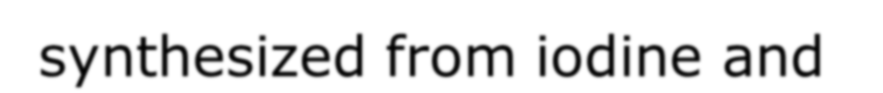 synthesized from iodine and